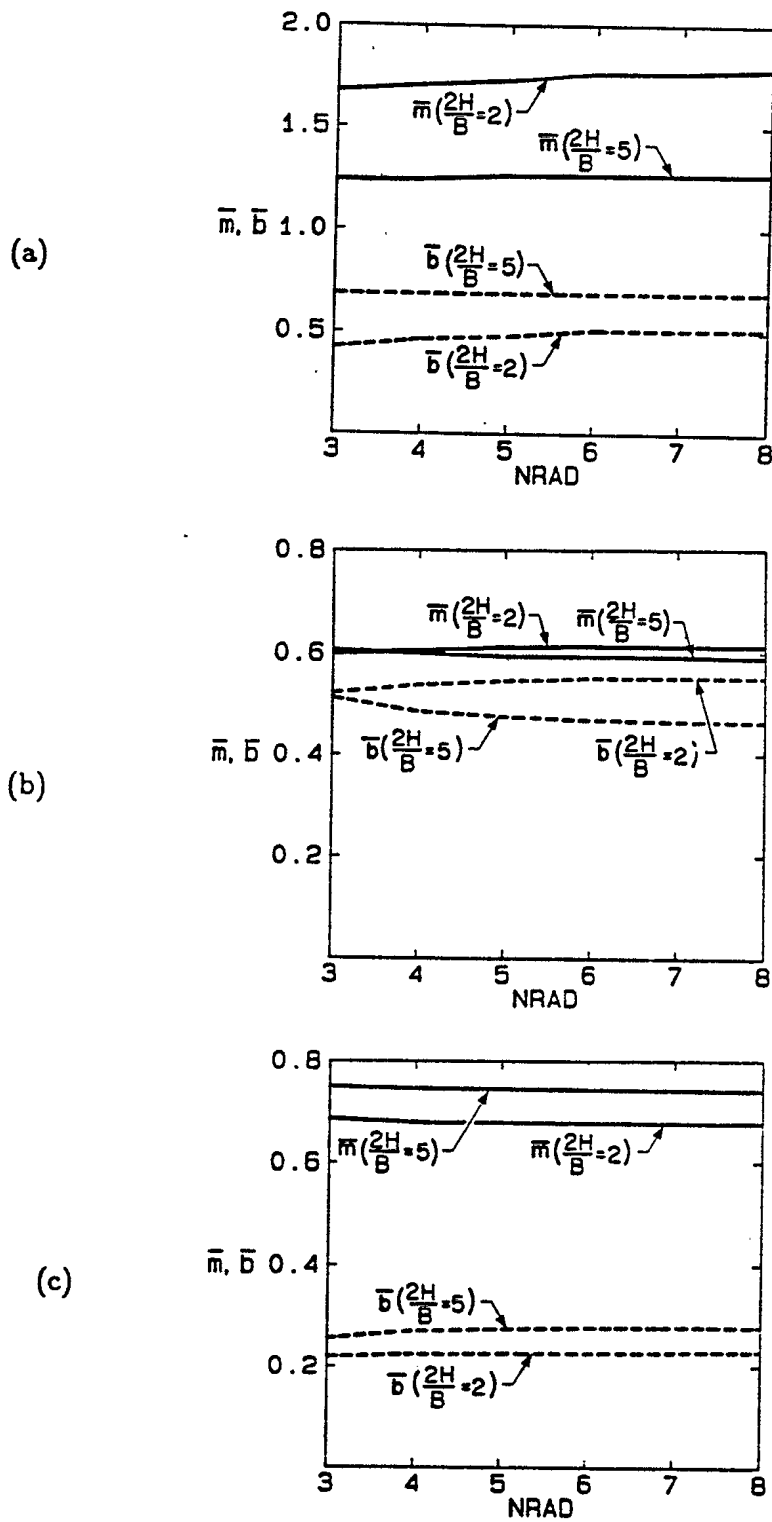 (a)
2.0
1.5
m̅, b̅ 1.0
0.5
m̅(2H/B=2)
m̅(2H/B=5)
b̅(2H/B=5)
b̅(2H/B=2)
3 4 5 6 7 8
NRAD
(b)
0.8
0.6
m̅, b̅ 0.4
0.2
m̅(2H/B=2)
m̅(2H/B=5)
b̅(2H/B=5)
b̅(2H/B=2)
3 4 5 6 7 8
NRAD
(c)
0.8
0.6
m̅, b̅ 0.4
0.2
m̅(2H/B=5)
m̅(2H/B=2)
b̅(2H/B=5)
b̅(2H/B=2)
3 4 5 6 7 8
NRAD